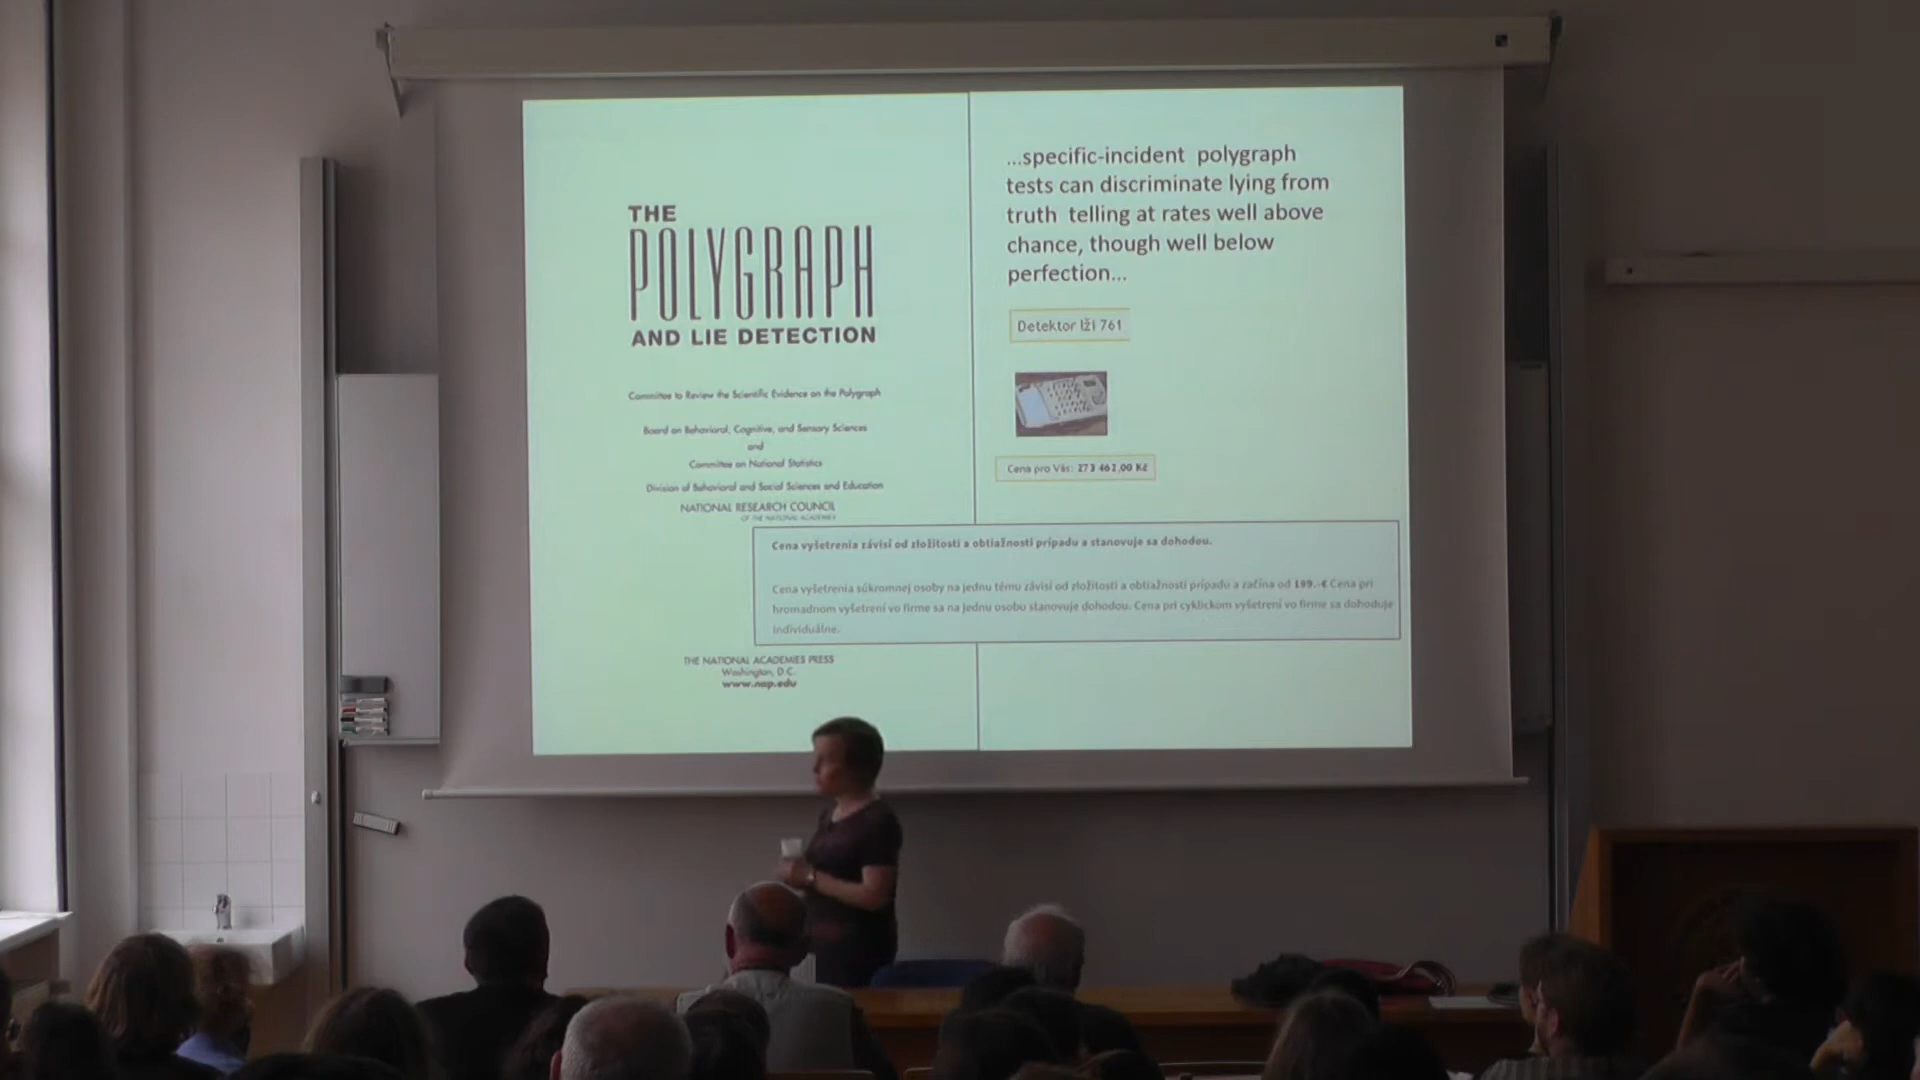 THE
POLYGRAPH
AND LIE DETECTION
Committee to Review the Scientific Evidence on the Polygraph
Board on Behavioral, Cognitive, and Sensory Sciences
and
Committee on National Statistics
Division of Behavioral and Social Sciences and Education
NATIONAL RESEARCH COUNCIL
OF THE NATIONAL ACADEMIES
THE NATIONAL ACADEMIES PRESS
Washington, D.C.
www.nap.edu
...specific-incident polygraph
tests can discriminate lying from
truth telling at rates well above
chance, though well below
perfection...
Detektor lži 761
Cena pro Vás: 273 462,00 Kč
Cena vyšetrenia závisí od zložitosti a obtiažnosti prípadu a stanovuje sa dohodou.
Cena vyšetrenia súkromnej osoby na jednu tému závisí od zložitosti a obtiažnosti prípadu a začína od 199.-€ Cena pri
hromadnom vyšetrení vo firme sa na jednu osobu stanovuje dohodou. Cena pri cyklickom vyšetrení vo firme sa dohoduje
individuálne.